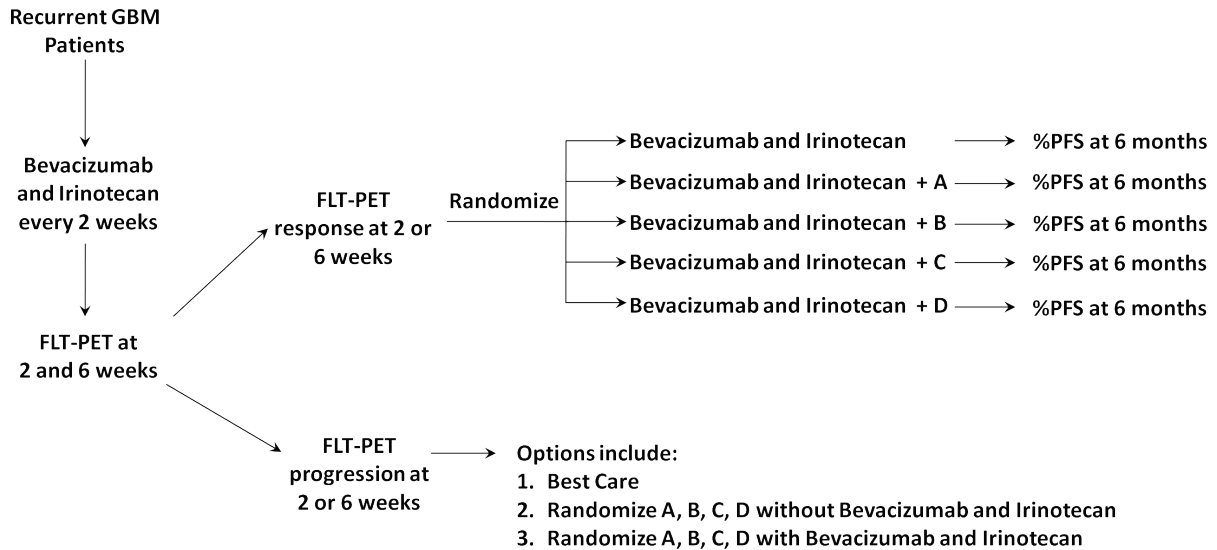 Recurrent GBM
Patients
Bevacizumab
and Irinotecan
every 2 weeks
FLT-PET at
2 and 6 weeks
FLT-PET
response at 2 or
6 weeks
Randomize
Bevacizumab and Irinotecan
%PFS at 6 months
Bevacizumab and Irinotecan + A
%PFS at 6 months
Bevacizumab and Irinotecan + B
%PFS at 6 months
Bevacizumab and Irinotecan + C
%PFS at 6 months
Bevacizumab and Irinotecan + D
%PFS at 6 months
FLT-PET
progression at
2 or 6 weeks
Options include:
1. Best Care
2. Randomize A, B, C, D without Bevacizumab and Irinotecan
3. Randomize A, B, C, D with Bevacizumab and Irinotecan